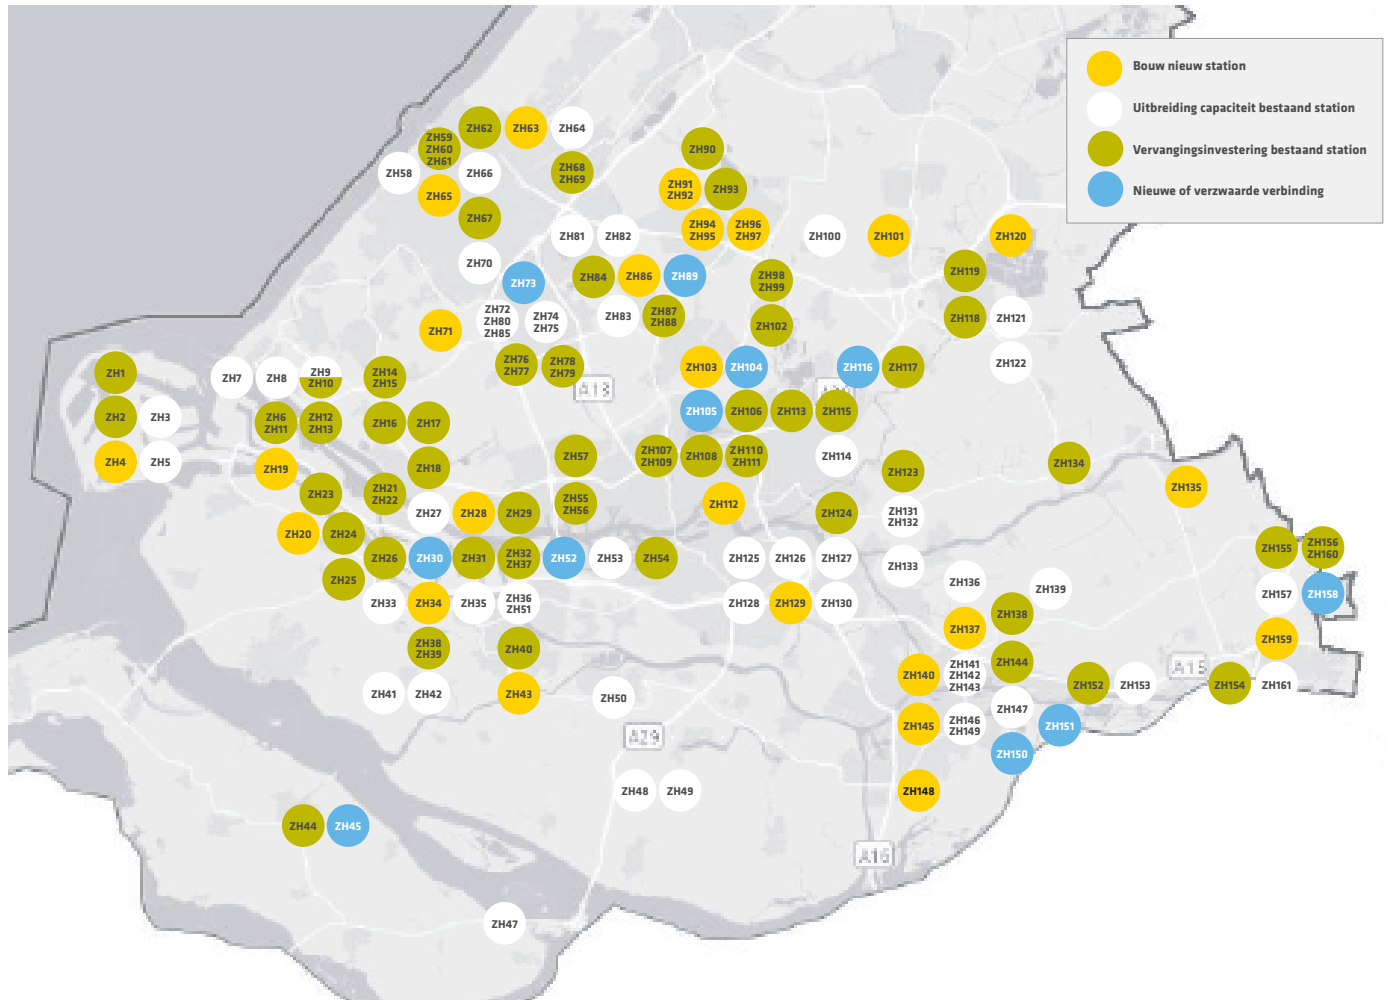 Bouw nieuw station
Uitbreiding capaciteit bestaand station
Vervangingsinvestering bestaand station
Nieuwe of verzwaarde verbinding
ZH62
ZH63
ZH64
ZH59
ZH60
ZH61
ZH58
ZH66
ZH68
ZH69
ZH65
ZH67
ZH90
ZH91
ZH92
ZH93
ZH94
ZH95
ZH96
ZH97
ZH81
ZH82
ZH100
ZH101
ZH120
ZH70
ZH73
ZH84
ZH86
ZH89
ZH98
ZH99
ZH119
ZH72
ZH80
ZH85
ZH74
ZH75
ZH83
ZH87
ZH88
ZH102
ZH118
ZH121
ZH71
ZH76
ZH77
ZH78
ZH79
ZH103
ZH104
ZH116
ZH117
ZH122
A13
ZH1
ZH7
ZH8
ZH9
ZH10
ZH14
ZH15
ZH2
ZH3
ZH6
ZH11
ZH12
ZH13
ZH16
ZH17
ZH105
ZH106
ZH113
ZH115
ZH4
ZH5
ZH19
ZH18
ZH57
ZH107
ZH109
ZH108
ZH110
ZH111
ZH114
ZH123
ZH134
ZH135
ZH23
ZH21
ZH22
ZH27
ZH28
ZH29
ZH55
ZH56
ZH112
ZH124
ZH131
ZH132
ZH20
ZH24
ZH26
ZH30
ZH31
ZH32
ZH37
ZH52
ZH53
ZH54
ZH125
ZH126
ZH127
ZH133
ZH155
ZH156
ZH160
ZH25
ZH33
ZH34
ZH35
ZH36
ZH51
ZH128
ZH129
ZH130
ZH136
ZH139
ZH157
ZH158
ZH137
ZH138
ZH159
ZH38
ZH39
ZH40
ZH140
ZH141
ZH142
ZH143
ZH144
A15
ZH41
ZH42
ZH43
ZH50
ZH152
ZH153
ZH154
ZH161
ZH145
ZH146
ZH149
ZH147
ZH151
A29
ZH150
ZH48
ZH49
ZH148
ZH44
ZH45
A16
ZH47